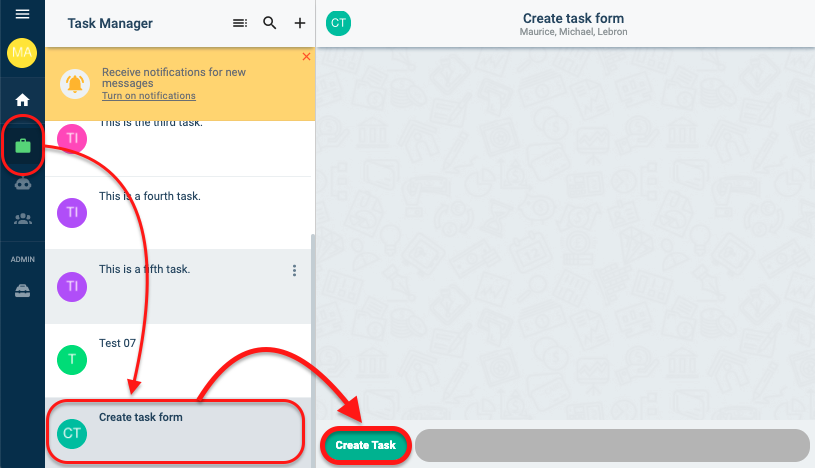 Task Manager
CT
Create task form
Maurice, Michael, Lebron
MA
Receive notifications for new
messages
Turn on notifications
This is the third task.
TI
This is a fourth task.
TI
This is a fifth task.
TI
ADMIN
Test 07
T
Create task form
CT
Create Task